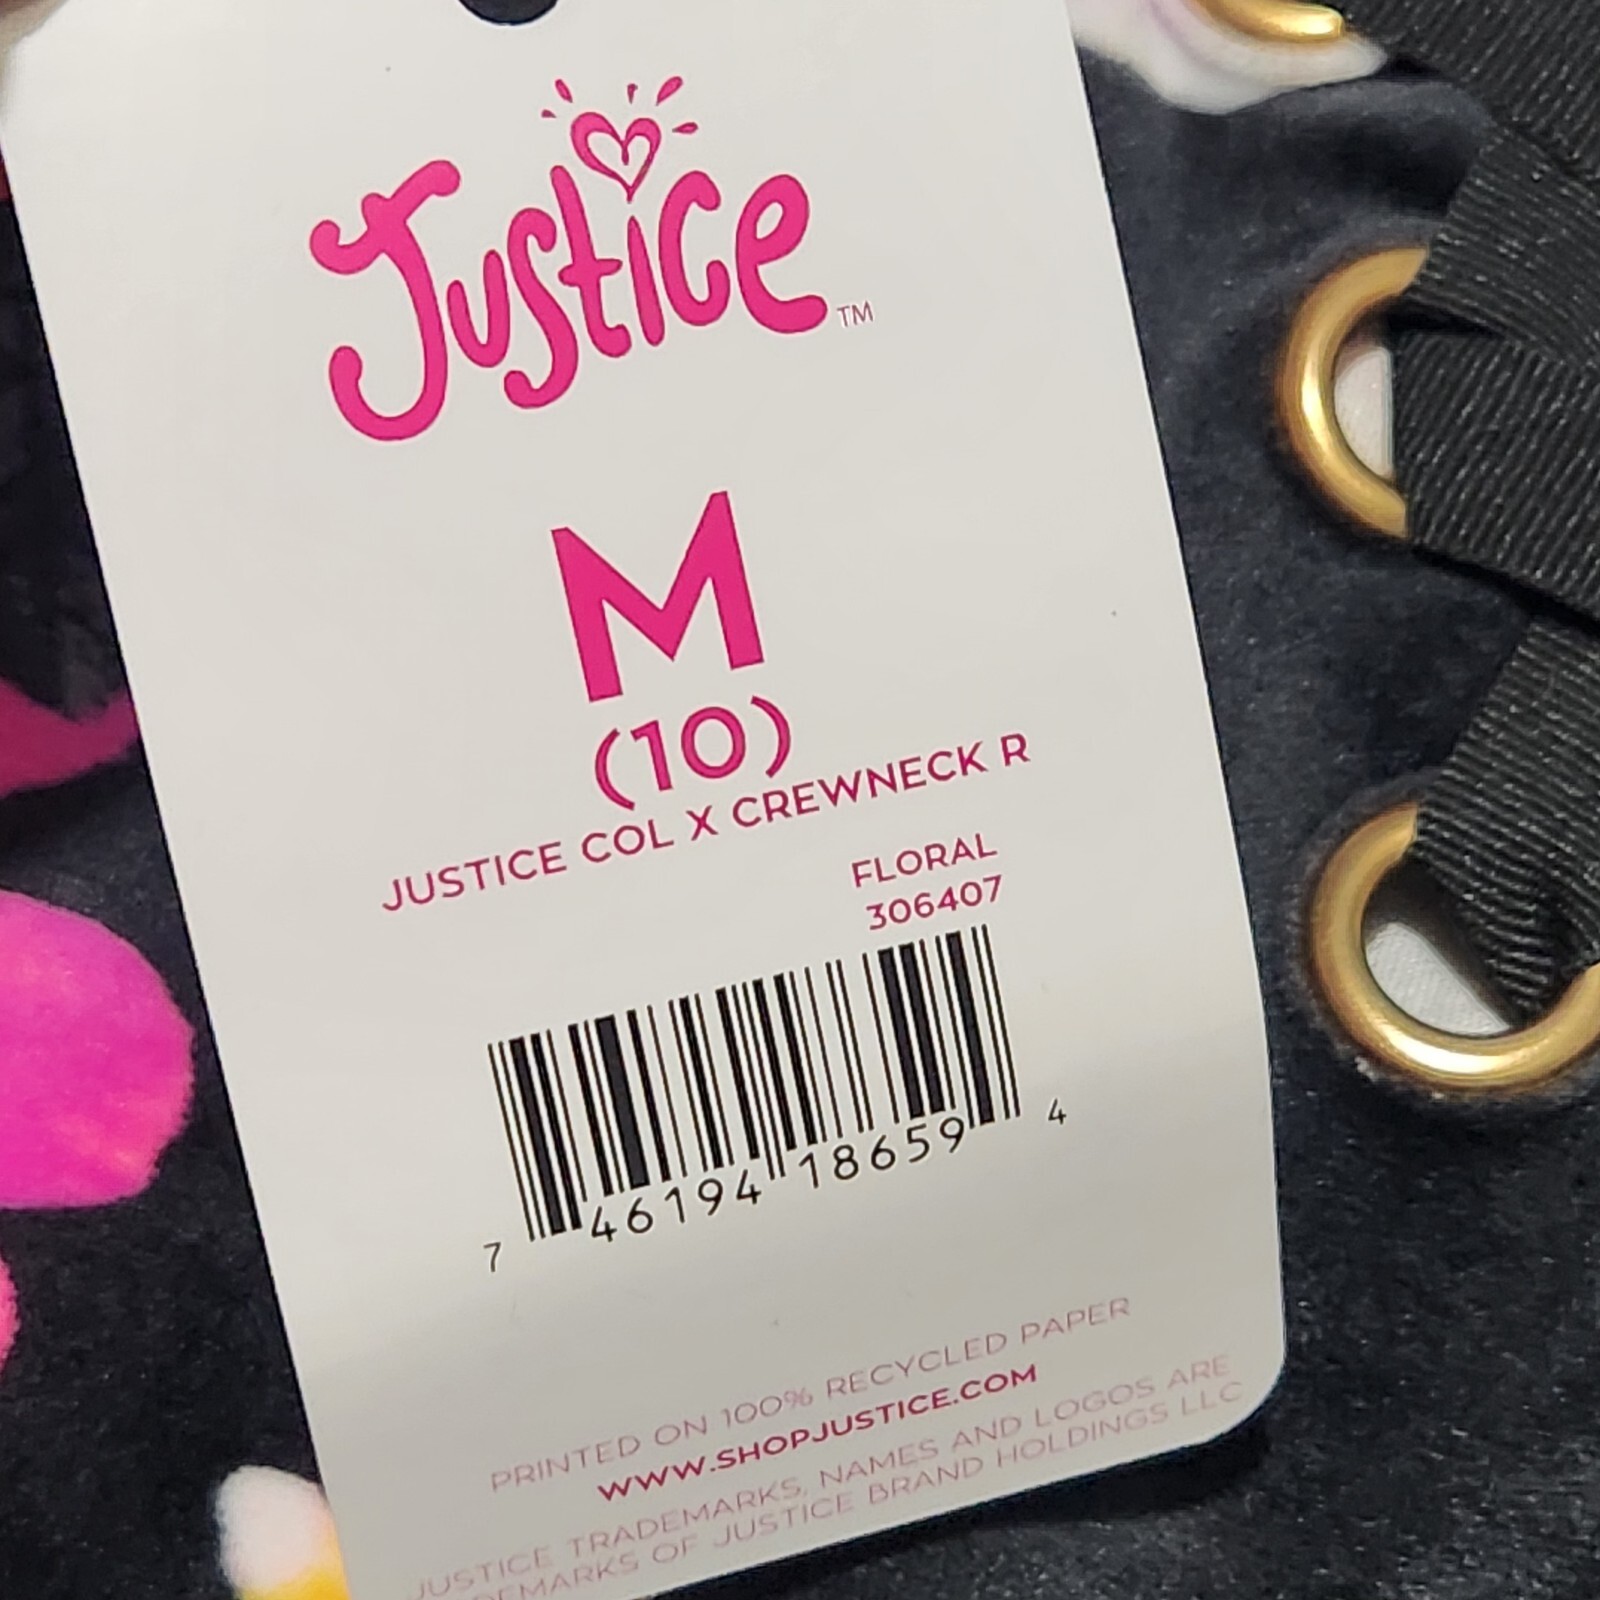 Justice™
M
(10)
JUSTICE COL X CREWNECK R
FLORAL
306407
7 46194 18659 4
PRINTED ON 100% RECYCLED PAPER
WWW.SHOPJUSTICE.COM
JUSTICE TRADEMARKS, NAMES AND LOGOS ARE
OF JUSTICE BRAND HOLDINGS LLC